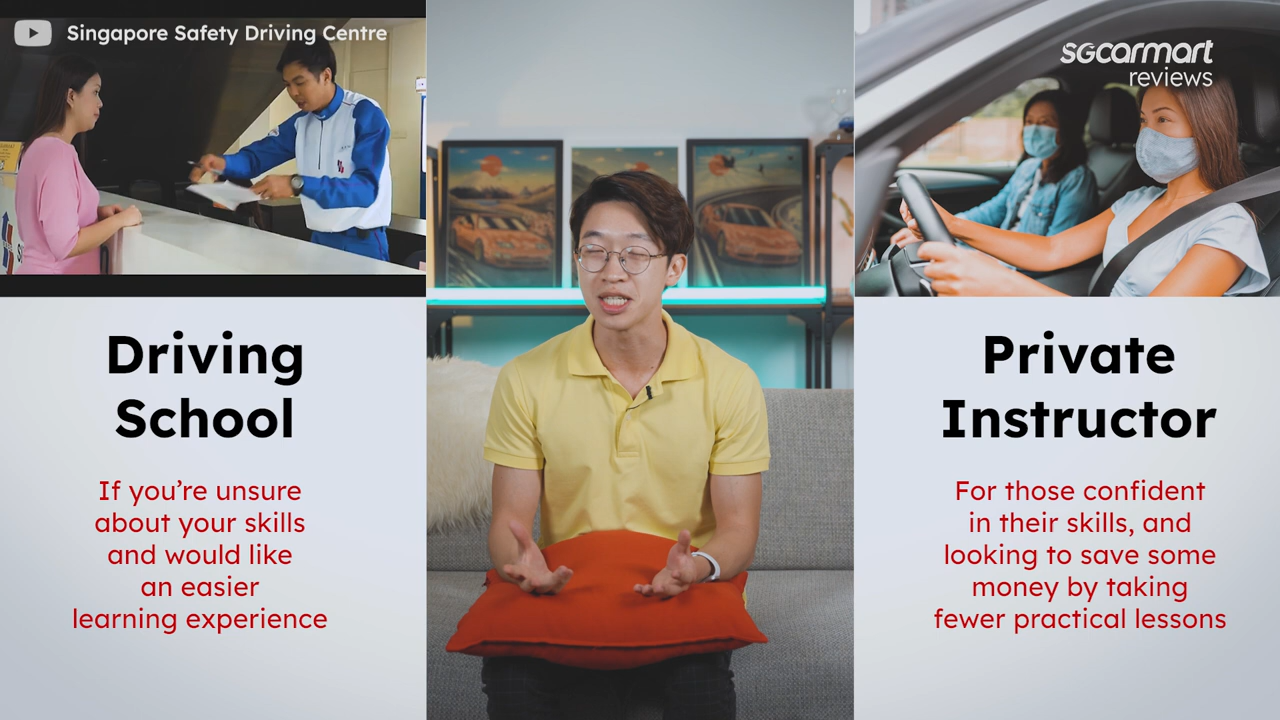 Singapore Safety Driving Centre
sgcarmart
reviews
Driving
School
If you’re unsure
about your skills
and would like
an easier
learning experience
Private
Instructor
For those confident
in their skills, and
looking to save some
money by taking
fewer practical lessons